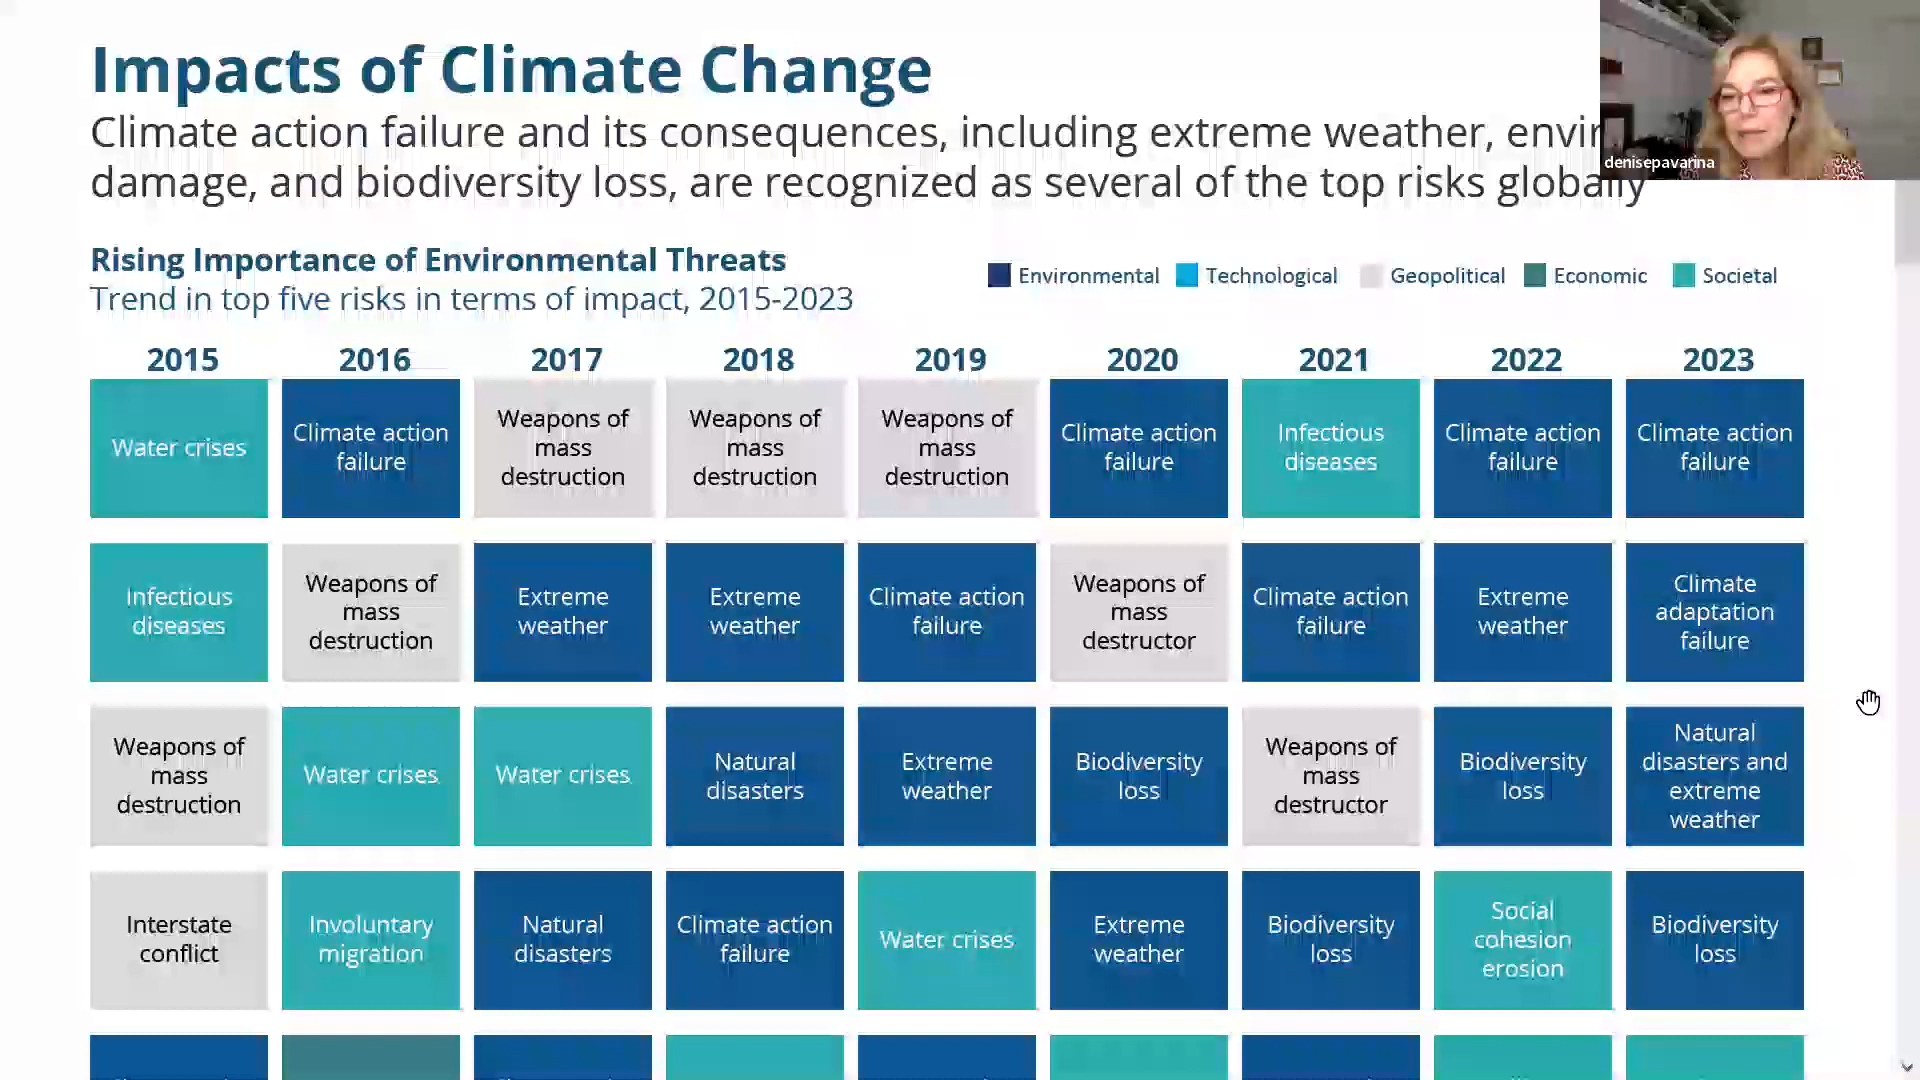 Impacts of Climate Change
Climate action failure and its consequences, including extreme weather,
damage, and biodiversity loss, are recognized as several of the top risks globally
denisepavarina
Rising Importance of Environmental Threats
Trend in top five risks in terms of impact, 2015-2023
Environmental Technological Geopolitical Economic Societal
2015 2016 2017 2018 2019 2020 2021 2022 2023
Water crises
Climate action
failure
Weapons of
mass
destruction
Weapons of
mass
destruction
Weapons of
mass
destruction
Climate action
failure
Infectious
diseases
Climate action
failure
Climate action
failure
Infectious
diseases
Weapons of
mass
destruction
Extreme
weather
Extreme
weather
Climate action
failure
Weapons of
mass
destructor
Climate action
failure
Extreme
weather
Climate
adaptation
failure
Weapons of
mass
destruction
Water crises
Water crises
Natural
disasters
Extreme
weather
Biodiversity
loss
Weapons of
mass
destructor
Biodiversity
loss
Natural
disasters and
extreme
weather
Interstate
conflict
Involuntary
migration
Natural
disasters
Climate action
failure
Water crises
Extreme
weather
Biodiversity
loss
Social
cohesion
erosion
Biodiversity
loss